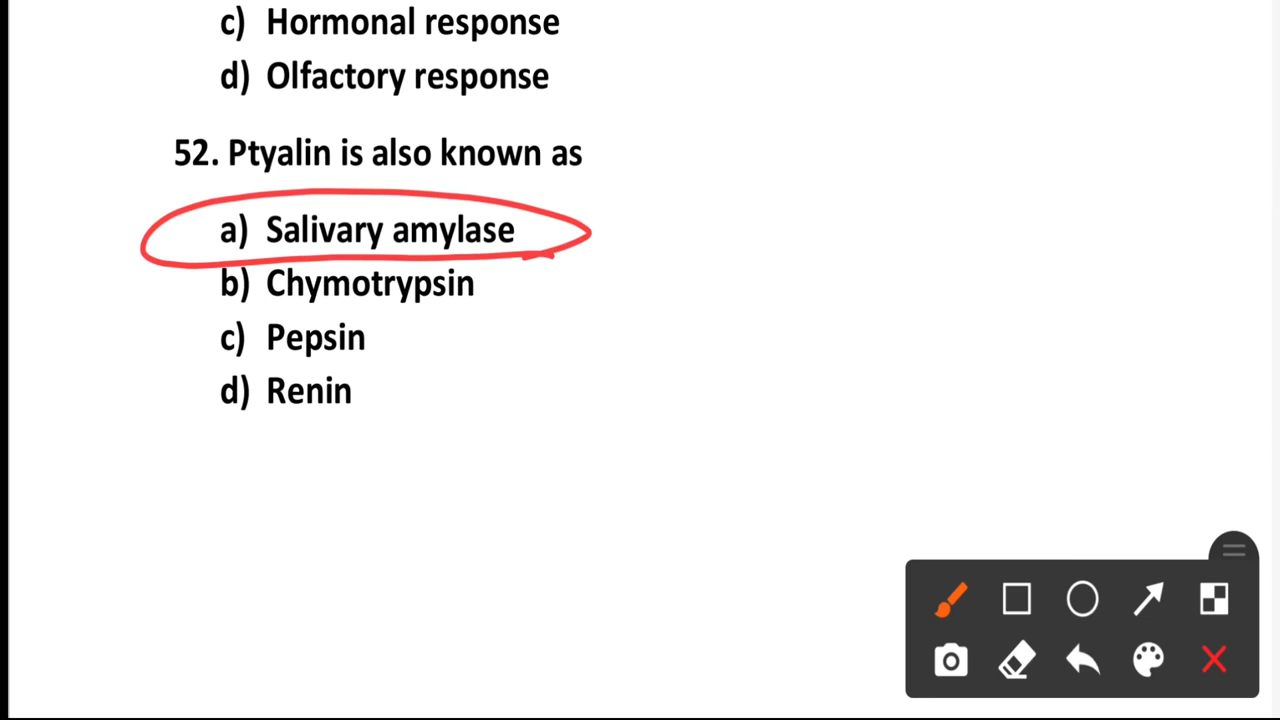 c) Hormonal response
d) Olfactory response
52. Ptyalin is also known as
a) Salivary amylase
b) Chymotrypsin
c) Pepsin
d) Renin